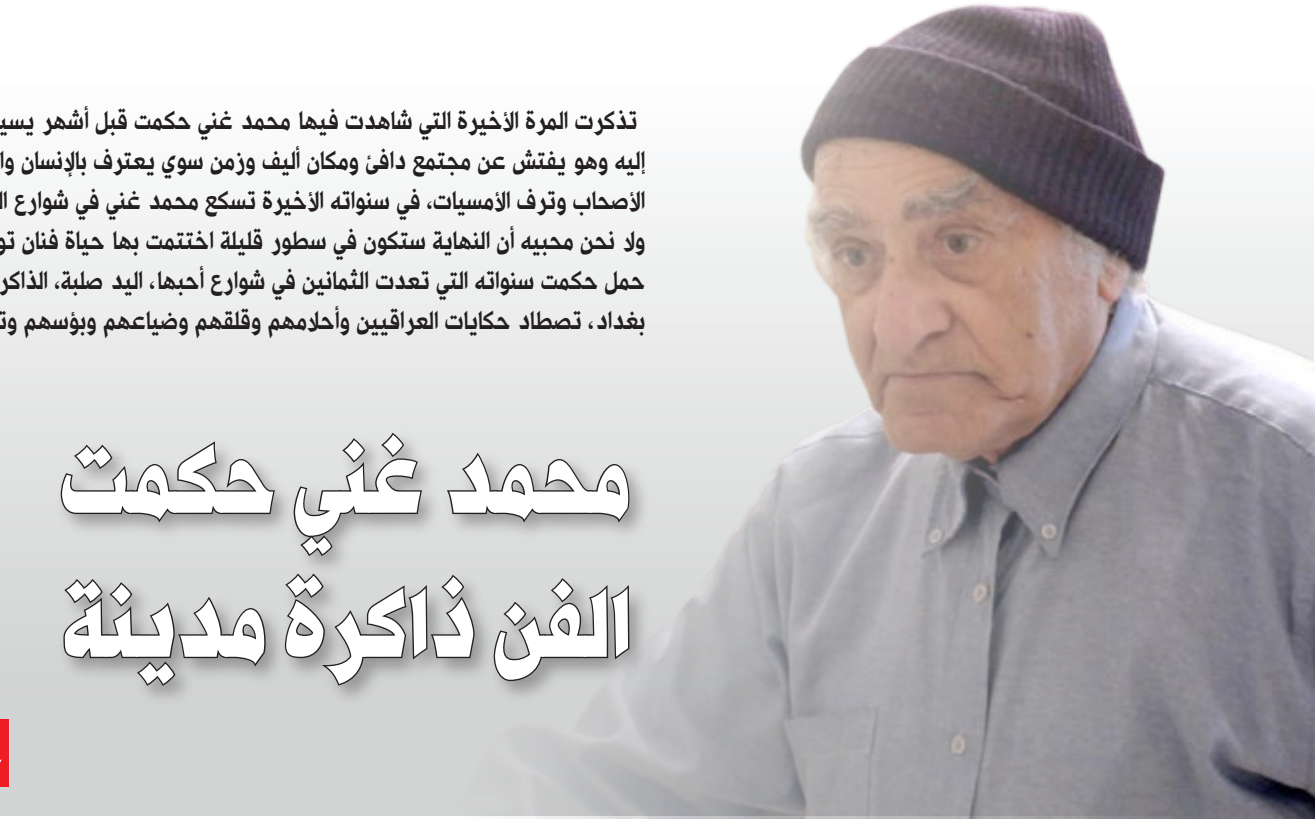 تذكرت المرة الأخيرة التي شاهدت فيها محمد غني حكمت قبل أشهر
إليه وهو يفتش عن مجتمع دافئ ومكان أليف وزمن سوي يعترف بالإنسان
الأصحاب وترف الأمسيات، في سنواته الأخيرة تسكع محمد غني في شوارع
ولا نحن محبيه أن النهاية ستكون في سطور قليلة اختتمت بها حياة فنان
حمل حكمت سنواته التي تعدت الثمانين في شوارع أحبها، اليد صلبة،
بغداد، تصطاد حكايات العراقيين وأحلامهم وقلقهم وضياعهم وبؤسهم
محمد غني حكمت
الفن ذاكرة مدينة